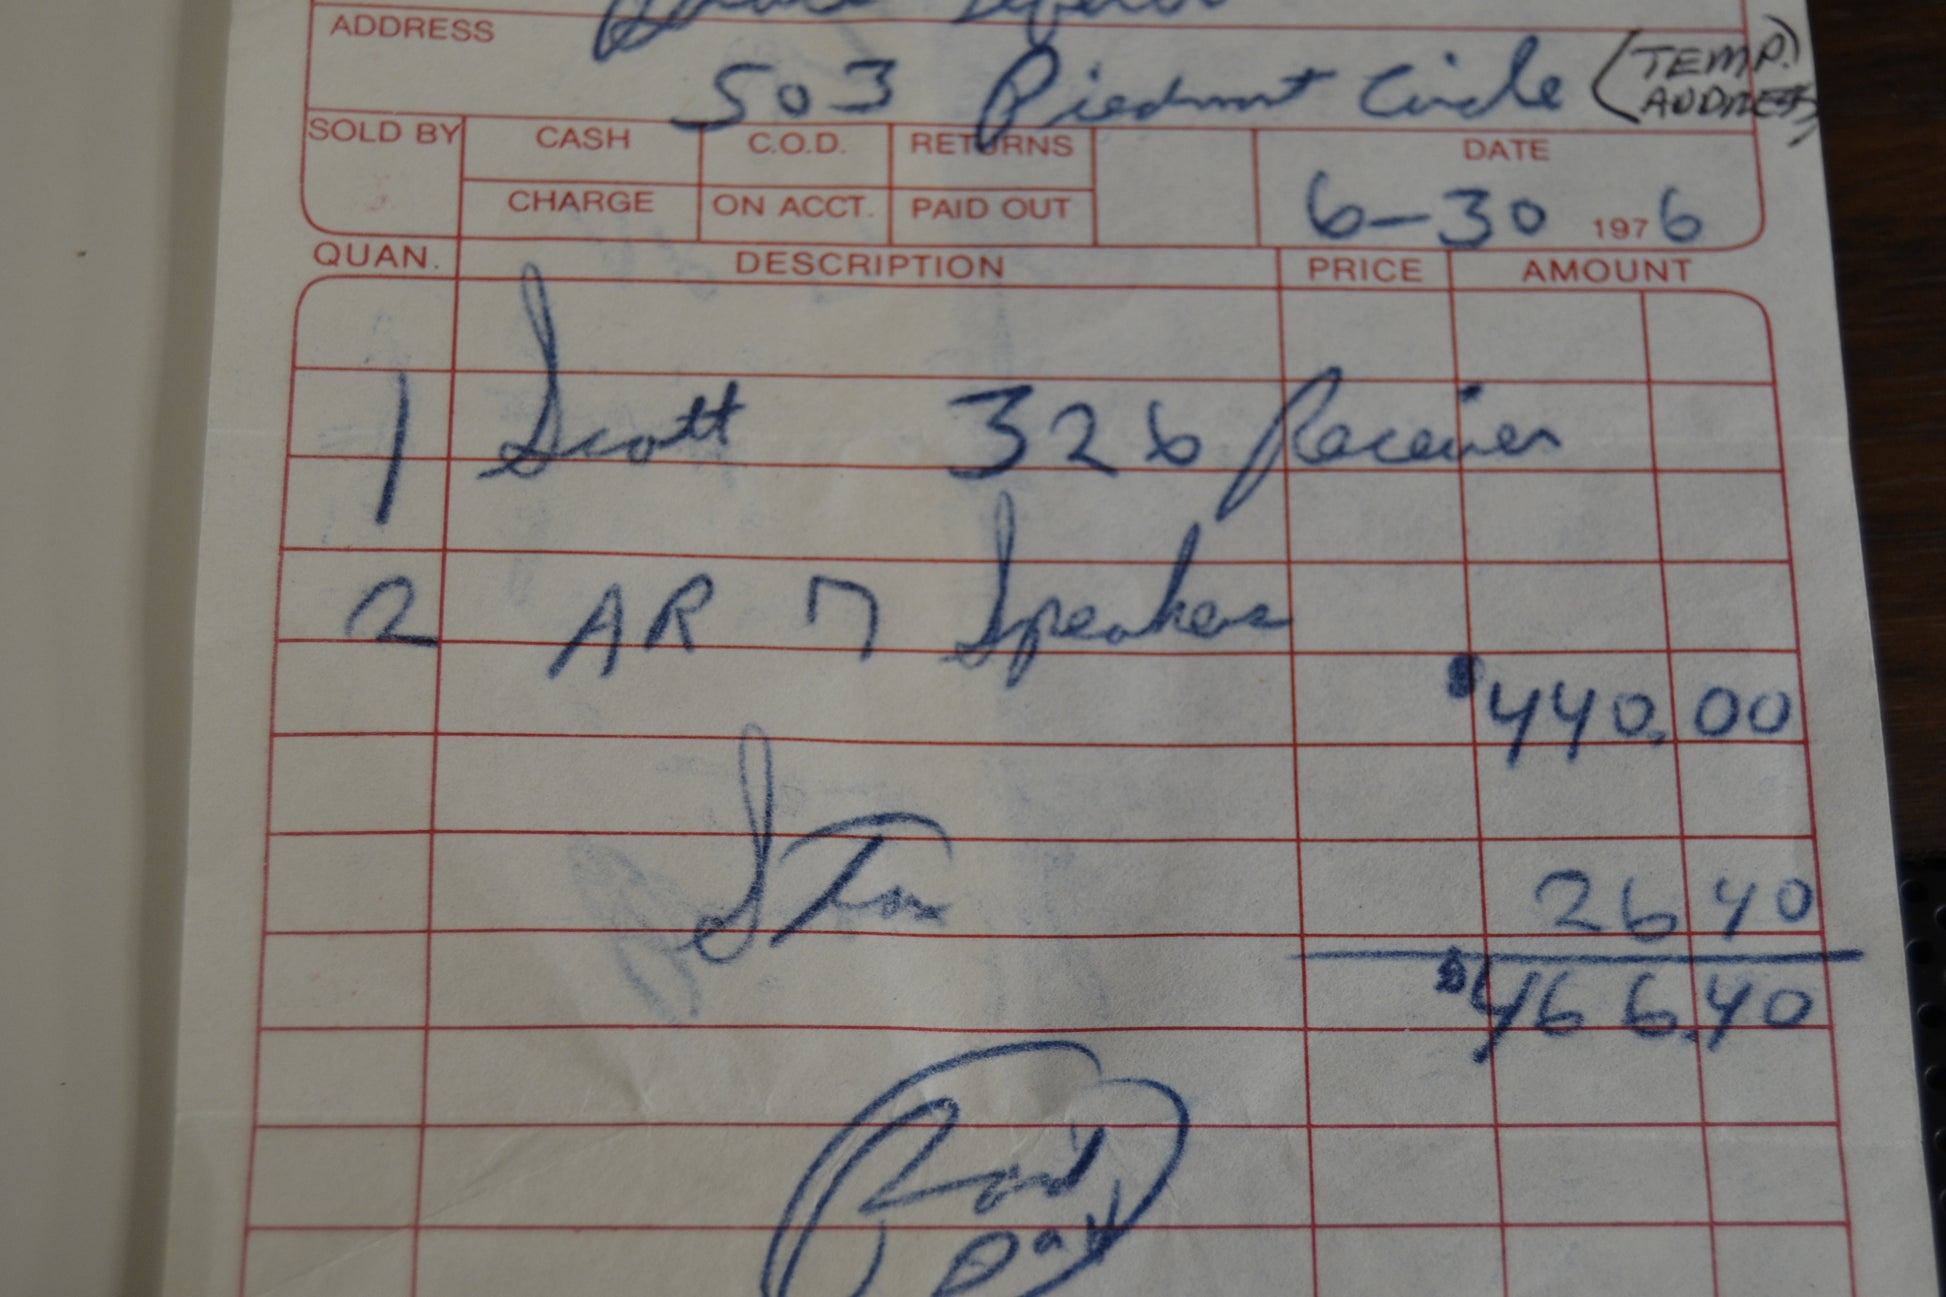 ADDRESS
503 Piedmont Circle (TEMP.) ADDRESS
SOLD BY CASH C.O.D. RETURNS DATE
CHARGE ON ACCT. PAID OUT 6-30 1976
QUAN. DESCRIPTION PRICE AMOUNT
1 Scott 326 Receiver
2 AR 7 Speakers
$440.00
S Tax 26 40
$466.40
Paid